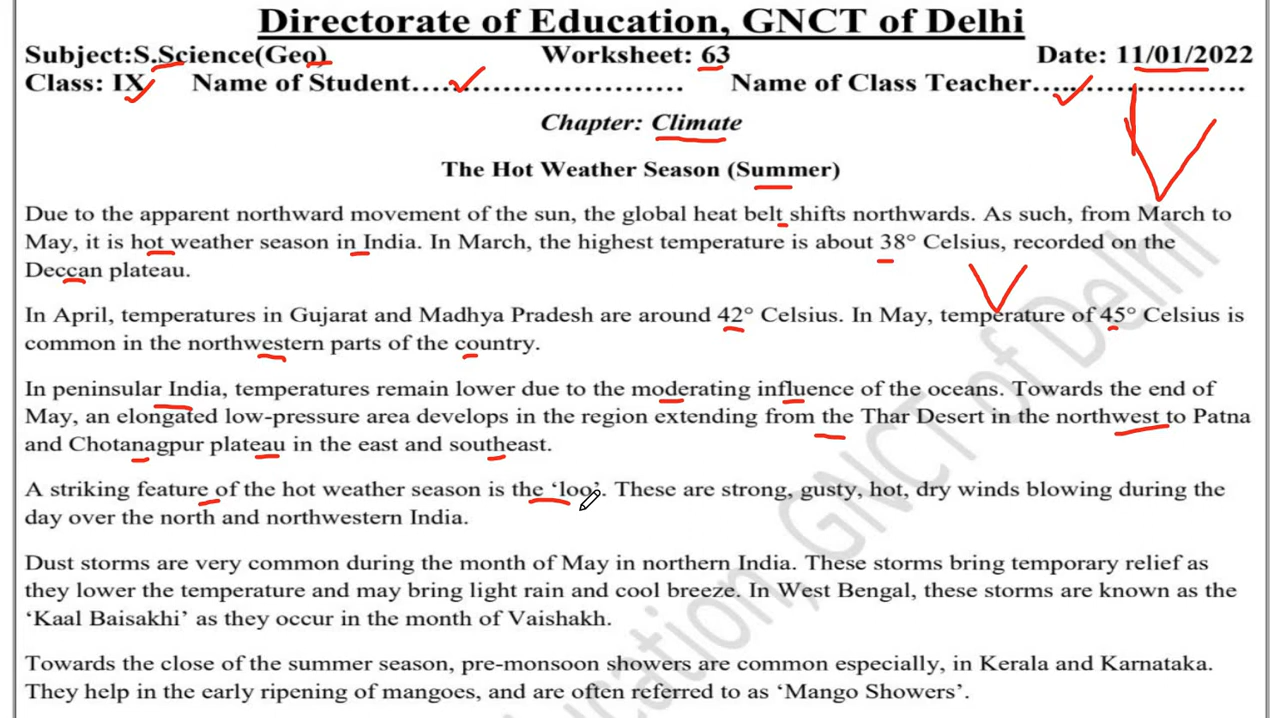 Directorate of Education, GNCT of Delhi
Subject:S.Science(Geo) Worksheet: 63 Date: 11/01/2022
Class: IX Name of Student................................ Name of Class Teacher.........................
Chapter: Climate
The Hot Weather Season (Summer)
Due to the apparent northward movement of the sun, the global heat belt shifts northwards. As such, from March to
May, it is hot weather season in India. In March, the highest temperature is about 38° Celsius, recorded on the
Deccan plateau.
In April, temperatures in Gujarat and Madhya Pradesh are around 42° Celsius. In May, temperature of 45° Celsius is
common in the northwestern parts of the country.
In peninsular India, temperatures remain lower due to the moderating influence of the oceans. Towards the end of
May, an elongated low-pressure area develops in the region extending from the Thar Desert in the northwest to Patna
and Chotanagpur plateau in the east and southeast.
A striking feature of the hot weather season is the ‘loo’. These are strong, gusty, hot, dry winds blowing during the
day over the north and northwestern India.
Dust storms are very common during the month of May in northern India. These storms bring temporary relief as
they lower the temperature and may bring light rain and cool breeze. In West Bengal, these storms are known as the
‘Kaal Baisakhi’ as they occur in the month of Vaishakh.
Towards the close of the summer season, pre-monsoon showers are common especially, in Kerala and Karnataka.
They help in the early ripening of mangoes, and are often referred to as ‘Mango Showers’.
ucation, GNCT of Delhi